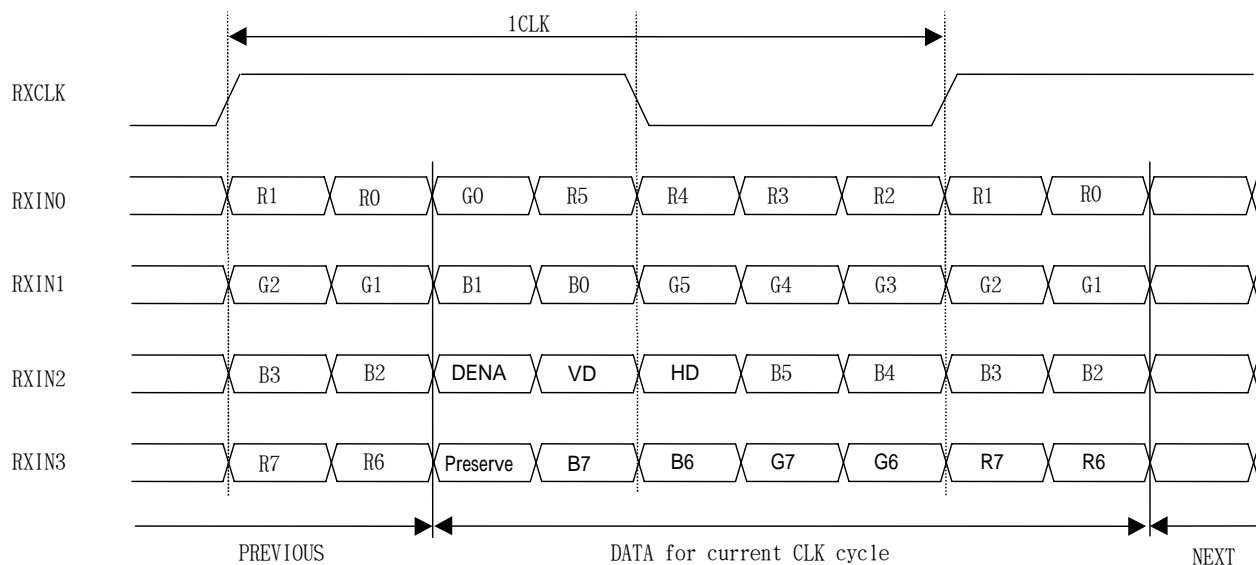 1CLK
RXCLK
RXIN0 R1 R0 G0 R5 R4 R3 R2 R1 R0
RXIN1 G2 G1 B1 B0 G5 G4 G3 G2 G1
RXIN2 B3 B2 DENA VD HD B5 B4 B3 B2
RXIN3 R7 R6 Preserve B7 B6 G7 G6 R7 R6
PREVIOUS DATA for current CLK cycle NEXT